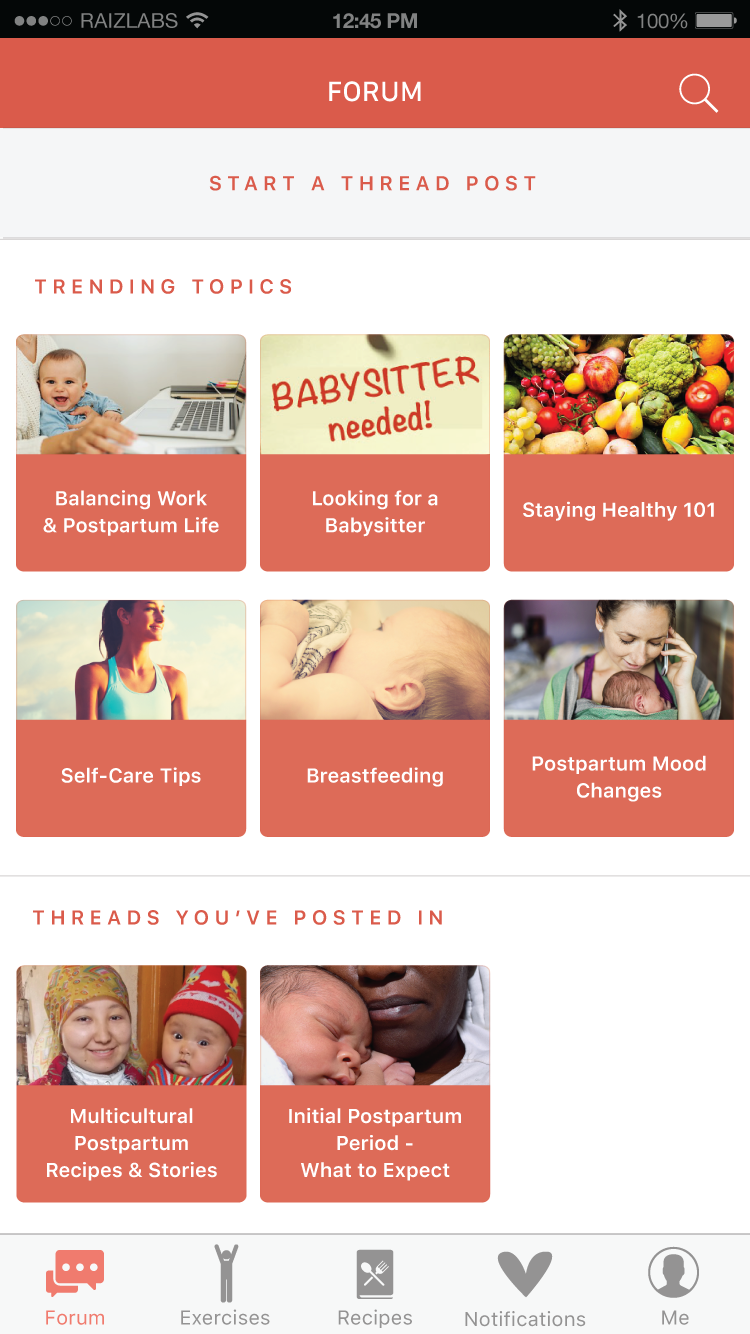 RAIZLABS 12:45 PM 100%
FORUM
START A THREAD POST
TRENDING TOPICS
BABYSITTER
needed!
Balancing Work
& Postpartum Life
Looking for a
Babysitter
Staying Healthy 101
Self-Care Tips
Breastfeeding
Postpartum Mood
Changes
THREADS YOU'VE POSTED IN
BABY
Multicultural
Postpartum
Recipes & Stories
Initial Postpartum
Period -
What to Expect
Forum
Exercises
Recipes
Notifications
Me